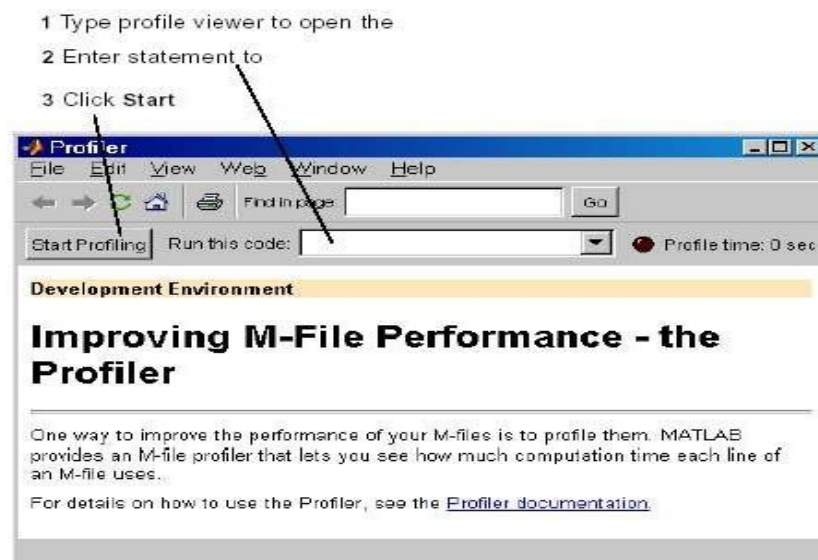 1 Type profile viewer to open the
2 Enter statement to
3 Click Start
Profiler
File Edit View Web Window Help
Find in page Go
Start Profiling Run this code: Profile time: 0 sec
Development Environment
Improving M-File Performance - the
Profiler
One way to improve the performance of your M-files is to profile them. MATLAB
provides an M-file profiler that lets you see how much computation time each line of
an M-file uses.
For details on how to use the Profiler, see the Profiler documentation.